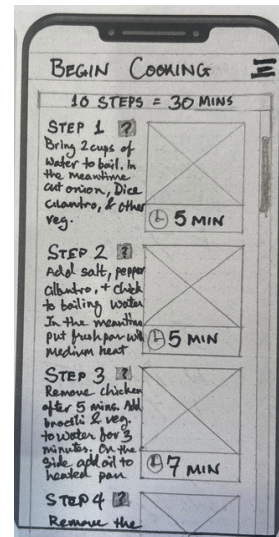 BEGIN COOKING
10 STEPS = 30 MINS
STEP 1 ?
Bring 2 cups of
water to boil. In
the meantime
cut onion, Dice
cilantro, & other
veg.
5 MIN
STEP 2 ?
Add salt, pepper
cilantro, + chick
to boiling water
In the meantime
put freshpan with
medium heat
5 MIN
STEP 3 ?
Remove chicken
after 5 mins. Add
& veg.
to water for 3
minutes. On the
side add oil to
heated pan
7 MIN
STEP 4 ?
Remove the